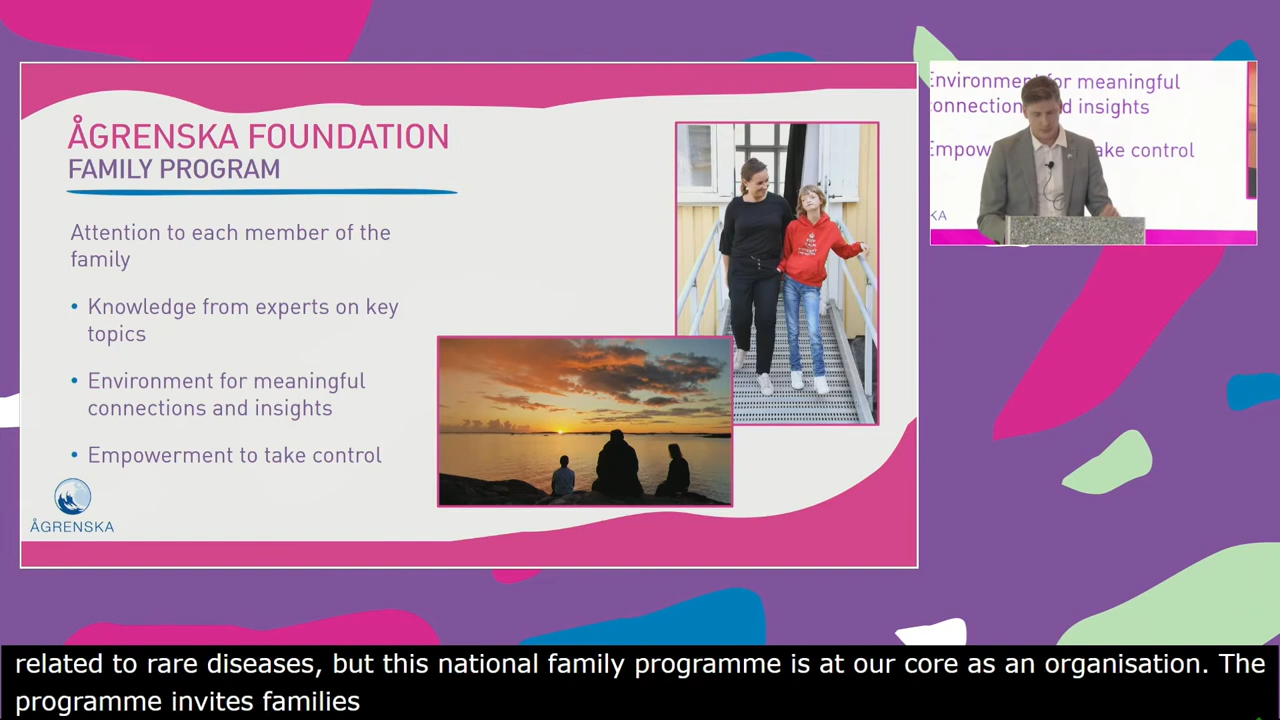 ÅGRENSKA FOUNDATION
FAMILY PROGRAM
Attention to each member of the
family
• Knowledge from experts on key
topics
• Environment for meaningful
connections and insights
• Empowerment to take control
ÅGRENSKA
Environment for meaningful
connection and insights
Empow take control
KA
related to rare diseases, but this national family programme is at our core as an organisation. The
programme invites families